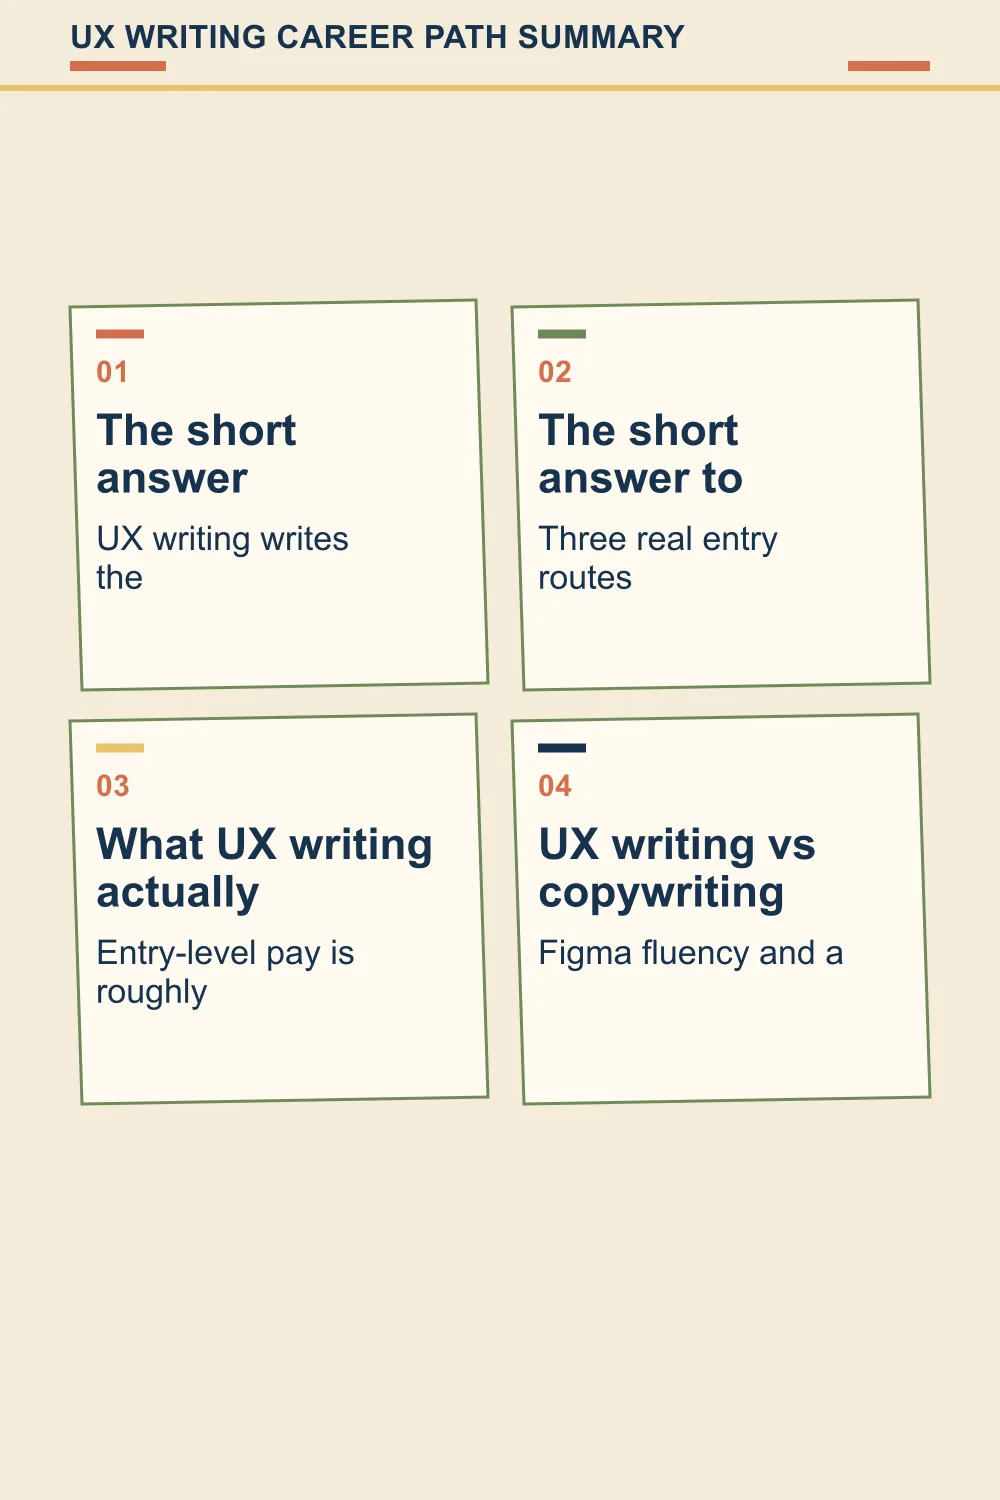 UX WRITING CAREER PATH SUMMARY
01
The short
answer
UX writing writes
the
02
The short
answer to
Three real entry
routes
03
What UX writing
actually
Entry-level pay is
roughly
04
UX writing vs
copywriting
Figma fluency and a